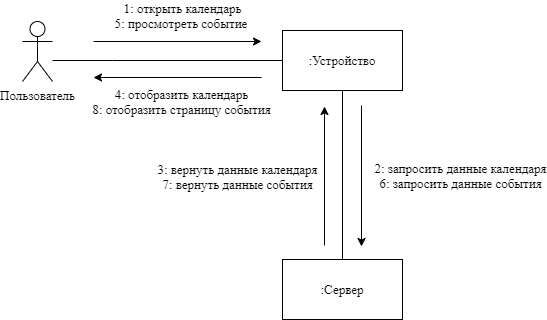 1: открыть календарь
5: просмотреть событие
:Устройство
Пользователь
4: отобразить календарь
8: отобразить страницу события
3: вернуть данные календаря
7: вернуть данные события
2: запросить данные календаря
6: запросить данные события
:Сервер